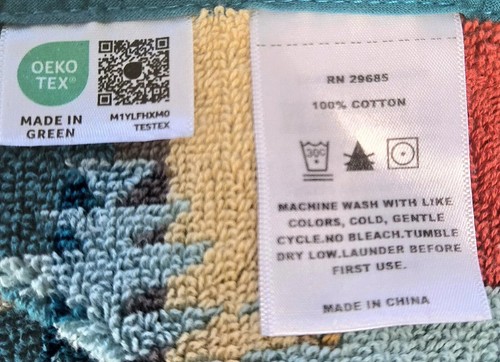 OEKO
TEX®
MADE IN
GREEN
M1YLFHXM0
TESTEX
RN 29685
100% COTTON
30C
MACHINE WASH WITH LIKE
COLORS, COLD, GENTLE
CYCLE.NO BLEACH.TUMBLE
DRY LOW.LAUNDER BEFORE
FIRST USE.
MADE IN CHINA